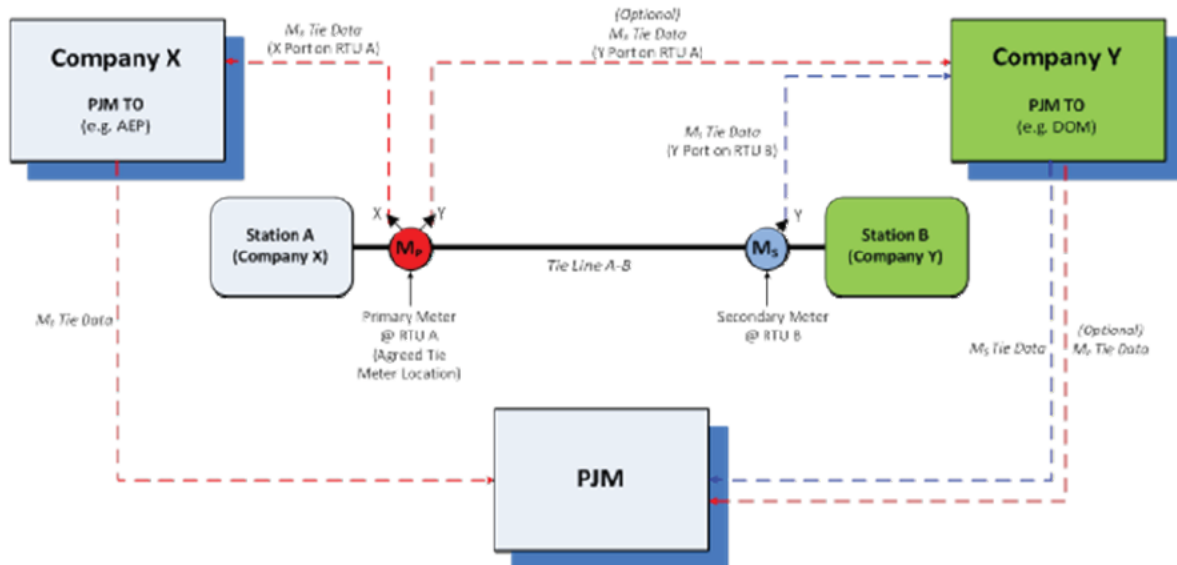 Mₚ Tie Data
(X Port on RTU A)
(Optional)
Mₚ Tie Data
(Y Port on RTU A)
Company X
PJM TO
(e.g. AEP)
Company Y
PJM TO
(e.g. DOM)
Mₛ Tie Data
(Y Port on RTU B)
X
Y
Y
Station A
(Company X)
Mₚ
Tie Line A-B
Mₛ
Station B
(Company Y)
Primary Meter
@ RTU A
(Agreed Tie
Meter Location)
Secondary Meter
@ RTU B
Mₚ Tie Data
Mₛ Tie Data
(Optional)
Mₚ Tie Data
PJM